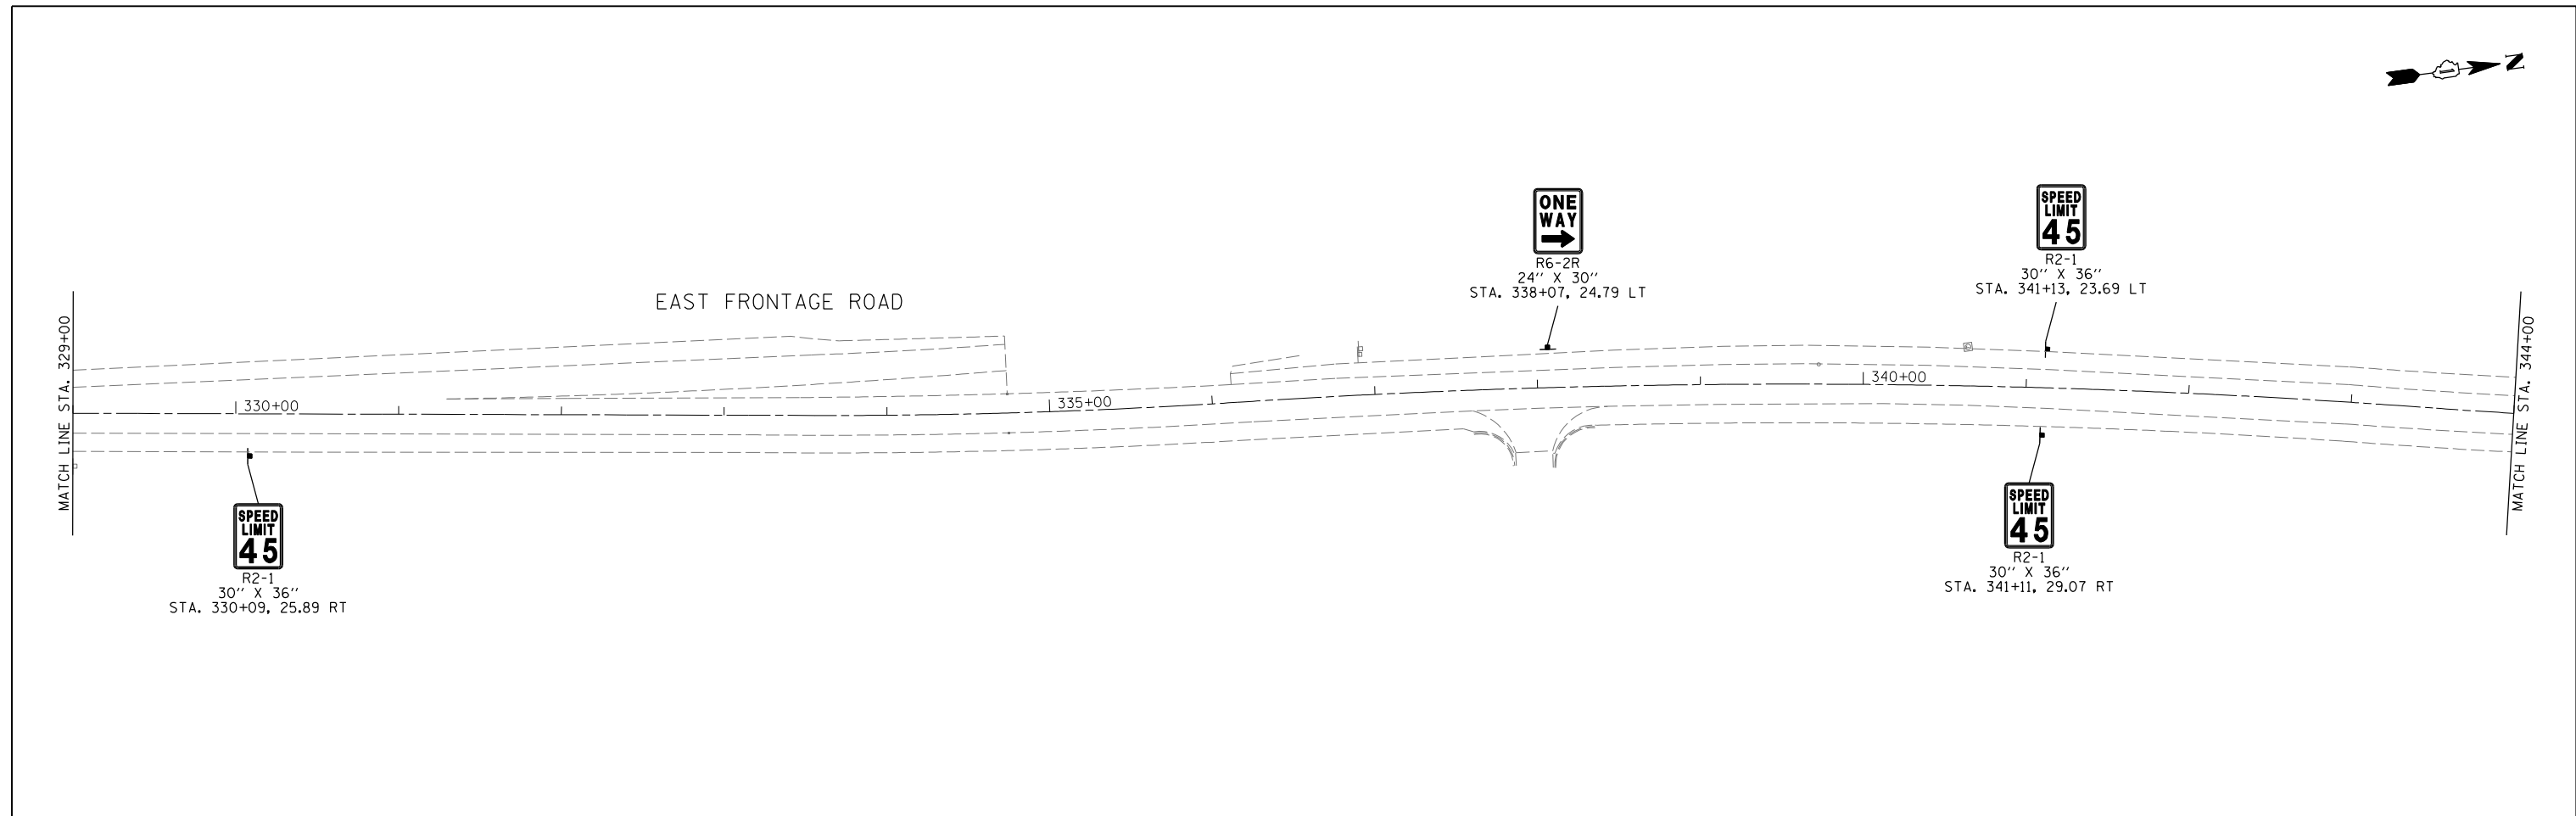 N
ONE
WAY
R6-2R
24" X 30"
STA. 338+07, 24.79 LT
SPEED
LIMIT
45
R2-1
30" X 36"
STA. 341+13, 23.69 LT
EAST FRONTAGE ROAD
MATCH LINE STA. 329+00
330+00
335+00
340+00
MATCH LINE STA. 344+00
SPEED
LIMIT
45
R2-1
30" X 36"
STA. 330+09, 25.89 RT
SPEED
LIMIT
45
R2-1
30" X 36"
STA. 341+11, 29.07 RT